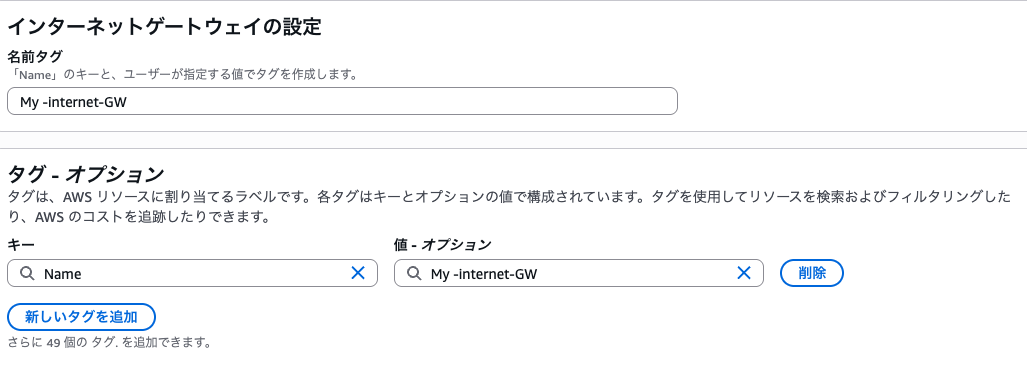 インターネットゲートウェイの設定
名前タグ
「Name」のキーと、ユーザーが指定する値でタグを作成します。
My -internet-GW
タグ - オプション
タグは、AWS リソースに割り当てるラベルです。各タグはキーとオプションの値で構成されています。タグを使用してリソースを検索およびフィルタリングした
り、AWS のコストを追跡したりできます。
キー
値 - オプション
Name
My -internet-GW
削除
新しいタグを追加
さらに 49 個の タグ. を追加できます。